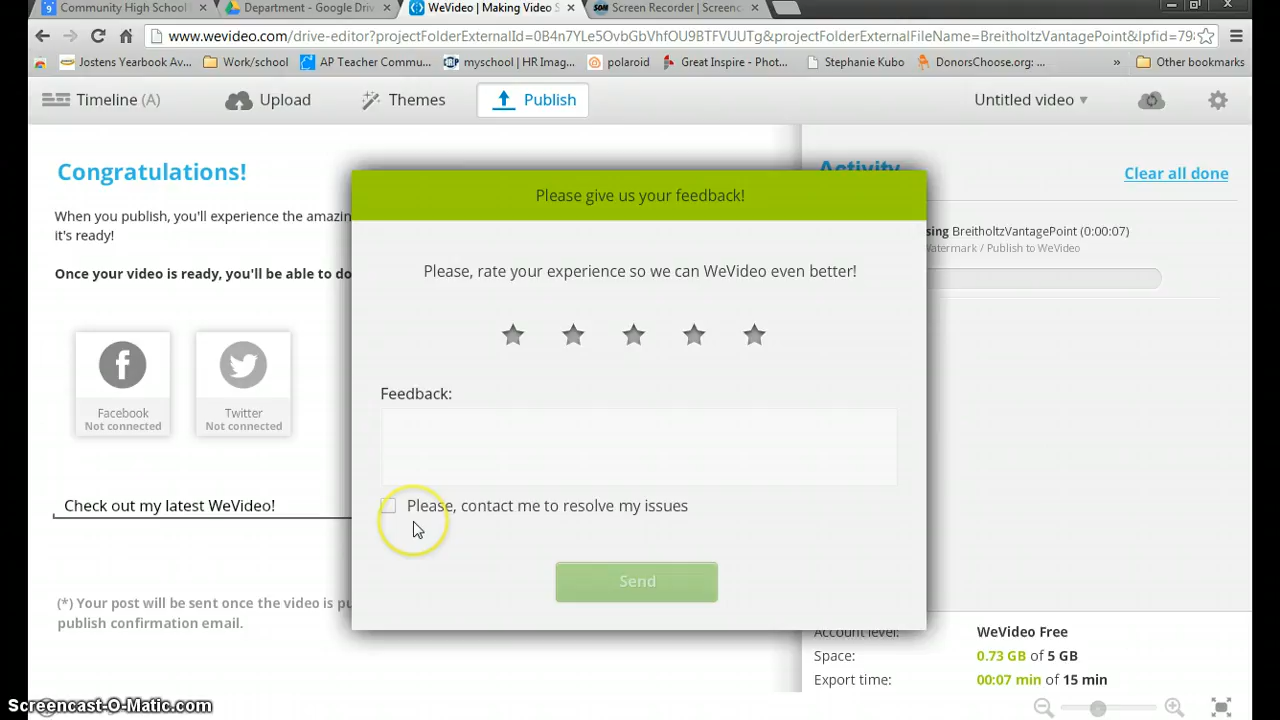 Community High School
Department - Google Drive
WeVideo | Making Video S
Screen Recorder | Screenc
www.wevideo.com/drive-editor?projectFolderExternalId=0B4n7YLe5OvbGbVhfOU9BTFVUUTg&projectFolderExternalFileName=BreitholtzVantagePoint&lpfid=79
Jostens Yearbook Av... Work/school AP Teacher Commu... myschool | HR Imag... polaroid Great Inspire - Phot... Stephanie Kubo DonorsChoose.org: ... » Other bookmarks
Timeline (A) Upload Themes Publish Untitled video
Congratulations!
When you publish, you'll experience the amazin
it's ready!
Once your video is ready, you'll be able to do
Facebook
Not connected
Twitter
Not connected
Check out my latest WeVideo!
(*) Your post will be sent once the video is pu
publish confirmation email.
Please give us your feedback!
Please, rate your experience so we can WeVideo even better!
Feedback:
Please, contact me to resolve my issues
Send
Activity
Clear all done
sing BreitholtzVantagePoint (0:00:07)
Watermark / Publish to WeVideo
Account level: WeVideo Free
Space: 0.73 GB of 5 GB
Export time: 00:07 min of 15 min
Screencast-O-Matic.com